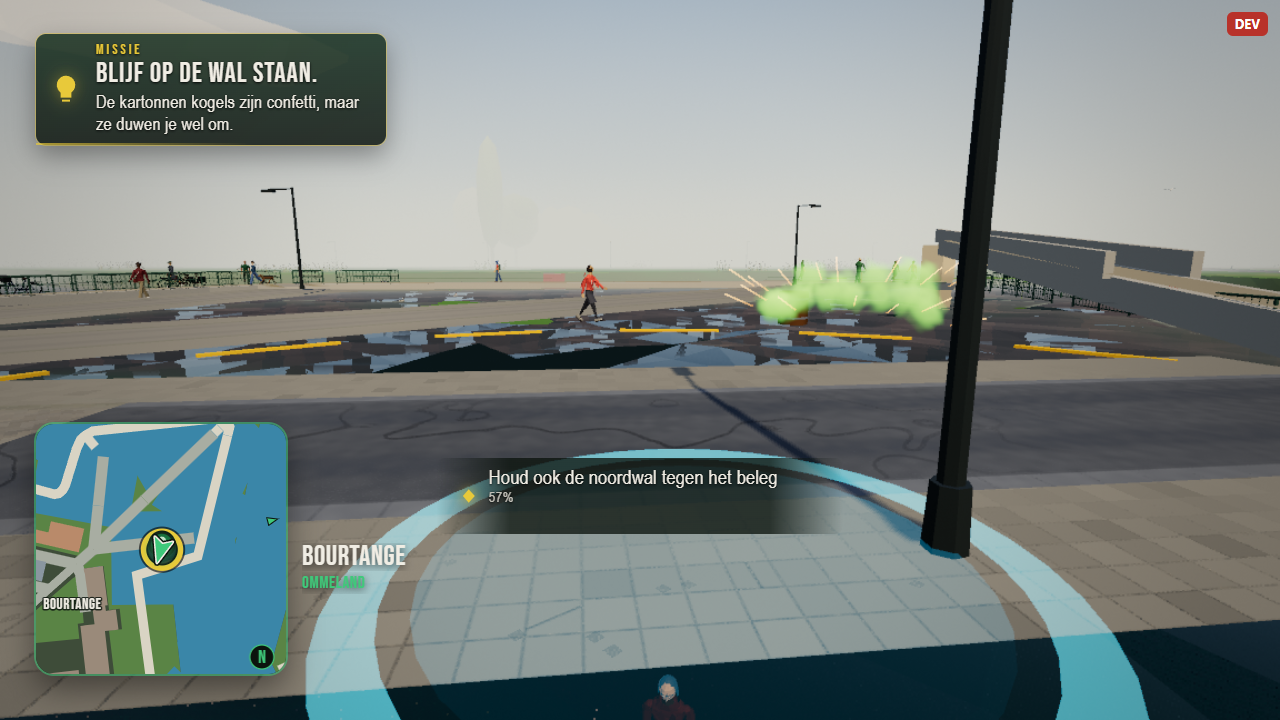 DEV
MISSIE
BLIJF OP DE WAL STAAN.
De kartonnen kogels zijn confetti, maar
ze duwen je wel om.
Houd ook de noordwal tegen het beleg
57%
BOURTANGE
OMMELAND
BOURTANGE
N